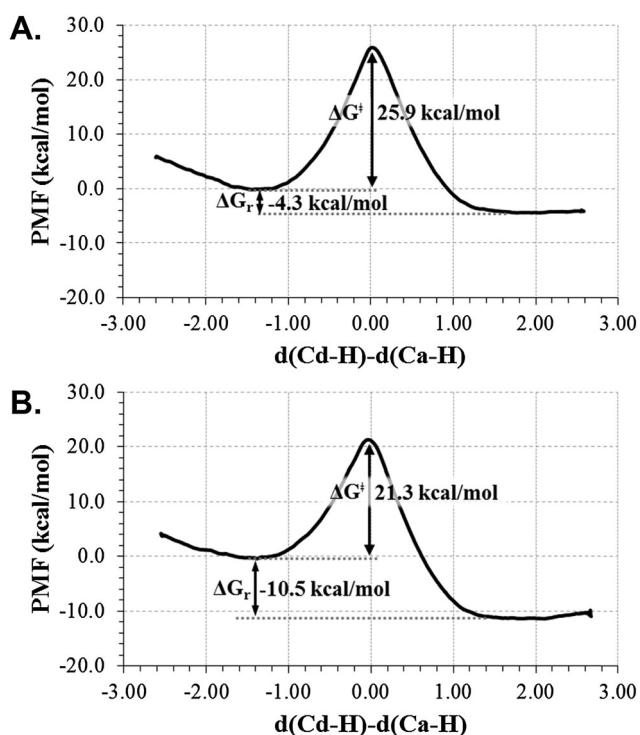 A.
30.0
20.0
ΔG‡ 25.9 kcal/mol
10.0
0.0
ΔGr -4.3 kcal/mol
-10.0
-20.0
PMF (kcal/mol)
-3.00 -2.00 -1.00 0.00 1.00 2.00 3.00
d(Cd-H)-d(Ca-H)
B.
30.0
20.0
ΔG‡ 21.3 kcal/mol
10.0
0.0
ΔGr -10.5 kcal/mol
-10.0
-20.0
PMF (kcal/mol)
-3.00 -2.00 -1.00 0.00 1.00 2.00 3.00
d(Cd-H)-d(Ca-H)